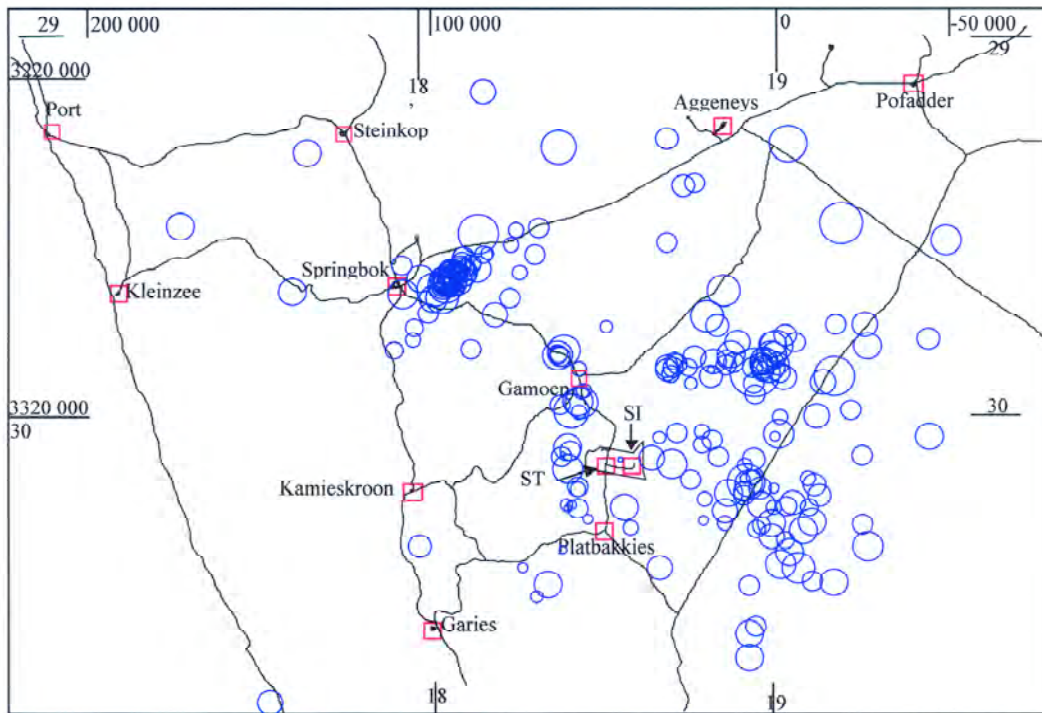 29 200 000 100 000 0 -50 000
29
3220 000
18
19
Port
Aggeneys
Pofadder
Steinkop
Springbok
Kleinzee
Gamoep
3320 000
30
30
SI
ST
Kamieskroon
Platbakkies
Garies
18
19